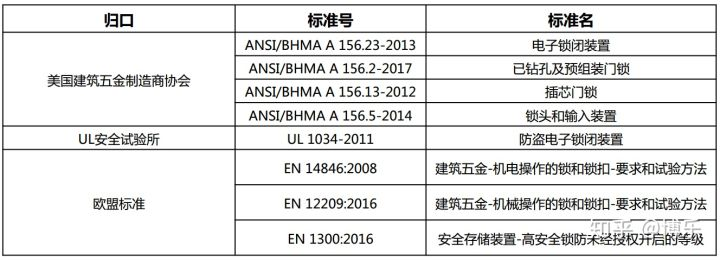 归口 标准号 标准名
美国建筑五金制造商协会 ANSI/BHMA A 156.23-2013 电子锁闭装置
ANSI/BHMA A 156.2-2017 已钻孔及预组装门锁
ANSI/BHMA A 156.13-2012 插芯门锁
ANSI/BHMA A 156.5-2014 锁头和输入装置
UL安全试验所 UL 1034-2011 防盗电子锁闭装置
欧盟标准 EN 14846:2008 建筑五金-机电操作的锁和锁扣-要求和试验方法
EN 12209:2016 建筑五金-机械操作的锁和锁扣-要求和试验方法
EN 1300:2016 安全存储装置-高安全锁防未经授权开启的等级
知乎 @博乐